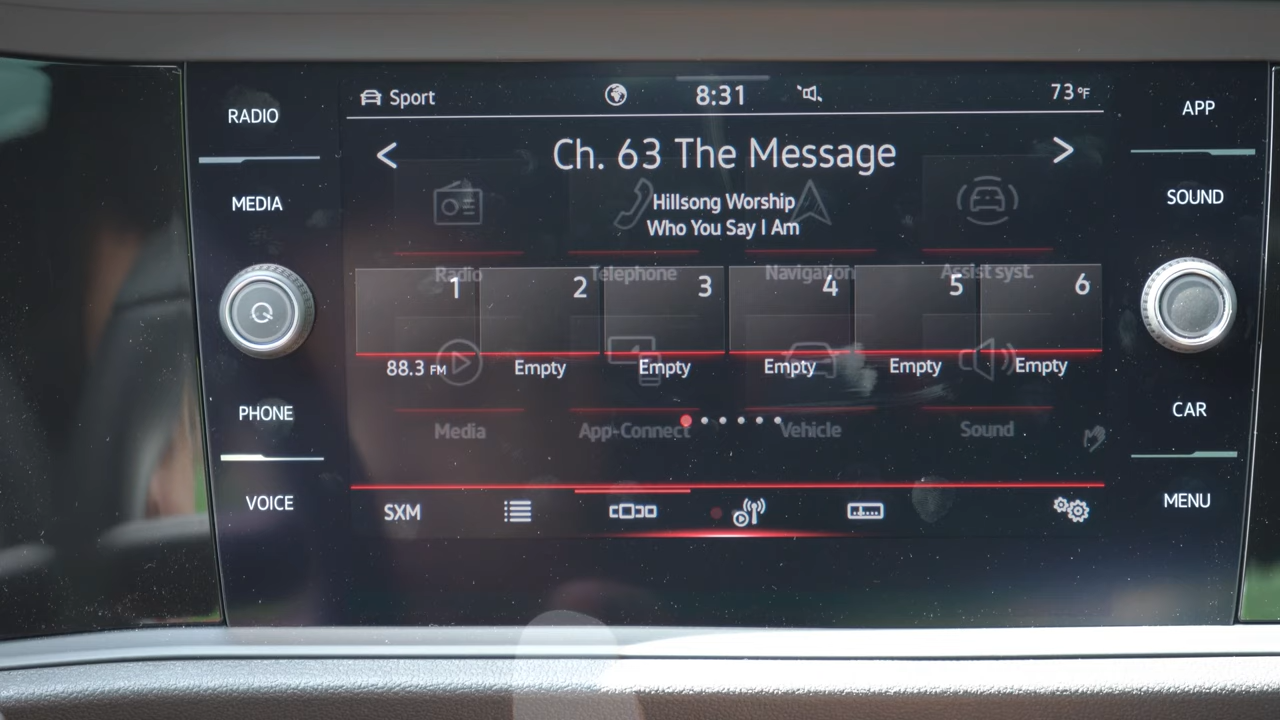 RADIO
MEDIA
PHONE
VOICE
Sport
8:31
73°F
Ch. 63 The Message
Hillsong Worship
Who You Say I Am
Radio
Telephone
Navigation
Assist syst.
1
2
3
4
5
6
88.3 FM
Empty
Empty
Empty
Empty
Empty
Media
App-Connect
Vehicle
Sound
SXM
APP
SOUND
CAR
MENU